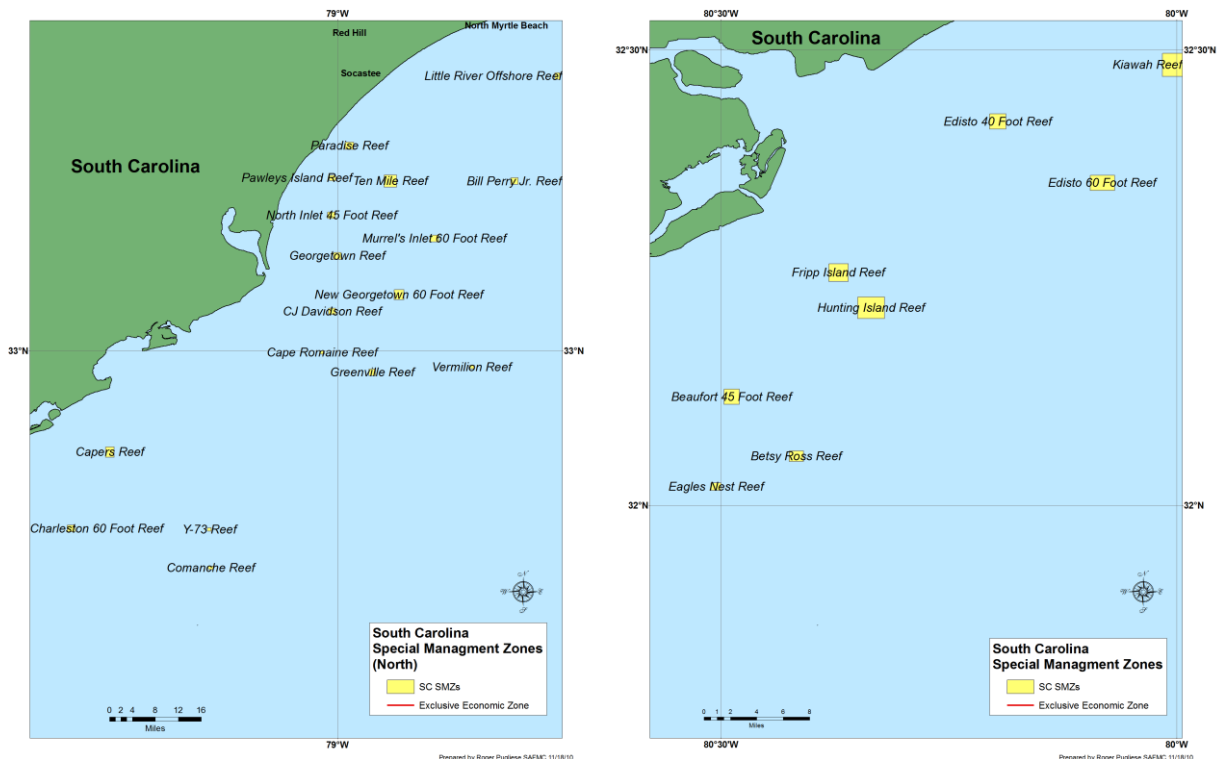 79°W
North Myrtle Beach
Red Hill
Socastee
Little River Offshore Reef
Paradise Reef
South Carolina
Pawleys Island Reef
Ten Mile Reef
Bill Perry Jr. Reef
North Inlet 45 Foot Reef
Murrel's Inlet 60 Foot Reef
Georgetown Reef
New Georgetown 60 Foot Reef
CJ Davidson Reef
33°N
33°N
Cape Romaine Reef
Vermilion Reef
Greenville Reef
Capers Reef
Charleston 60 Foot Reef
Y-73 Reef
Comanche Reef
South Carolina
Special Managment Zones
(North)
SC SMZs
Exclusive Economic Zone
0 2 4 8 12 16
Miles
79°W
Prepared by Roger Pugliese SAFMC 11/18/10
80°30'W
80°W
South Carolina
32°30'N
32°30'N
Kiawah Reef
Edisto 40 Foot Reef
Edisto 60 Foot Reef
Fripp Island Reef
Hunting Island Reef
Beaufort 45 Foot Reef
Betsy Ross Reef
Eagles Nest Reef
32°N
32°N
South Carolina
Special Managment Zones
SC SMZs
Exclusive Economic Zone
0 1 2 4 6 8
Miles
80°30'W
80°W
Prepared by Roger Pugliese SAFMC 11/18/10